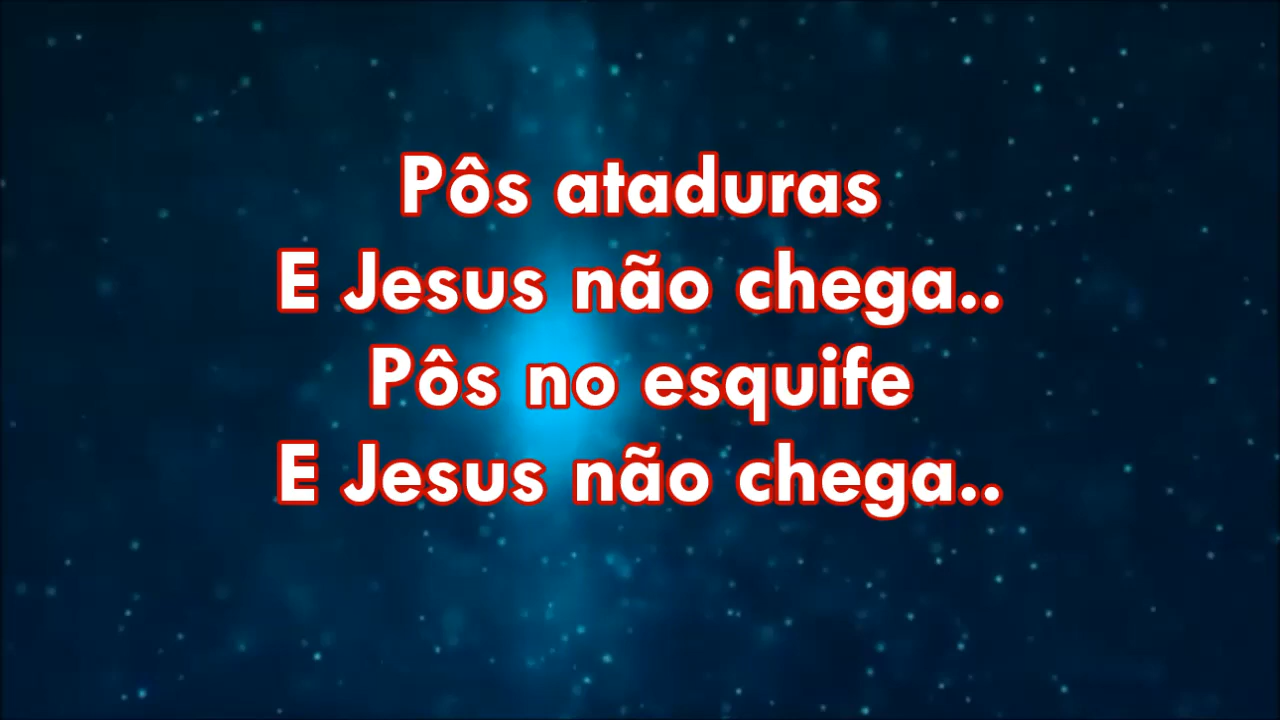 Pôs ataduras
E Jesus não chega..
Pôs no esquife
E Jesus não chega..